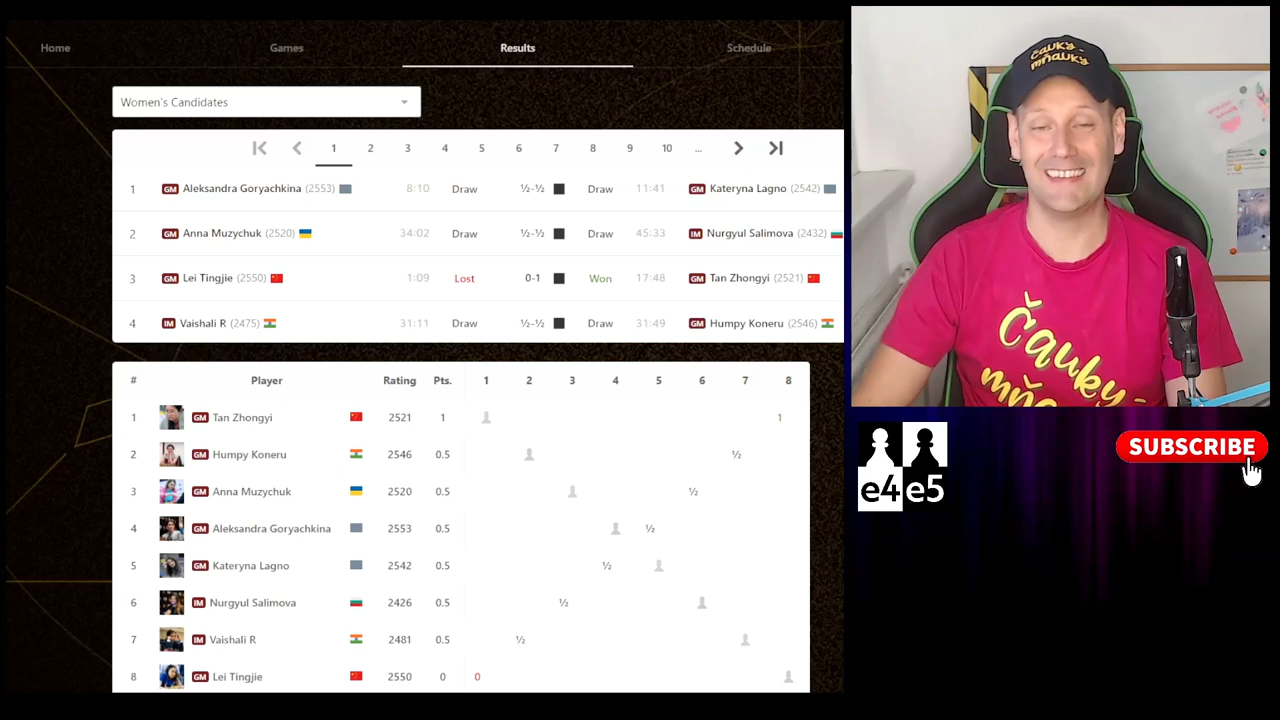 Home Games Results Schedule
Women's Candidates
1 2 3 4 5 6 7 8 9 10 ...
1 GM Aleksandra Goryachkina (2553) 8:10 Draw ½-½ Draw 11:41 GM Kateryna Lagno (2542)
2 GM Anna Muzychuk (2520) 34:02 Draw ½-½ Draw 45:33 IM Nurgyul Salimova (2432)
3 GM Lei Tingjie (2550) 1:09 Lost 0-1 Won 17:48 GM Tan Zhongyi (2521)
4 IM Vaishali R (2475) 31:11 Draw ½-½ Draw 31:49 GM Humpy Koneru (2546)
# Player Rating Pts. 1 2 3 4 5 6 7 8
1 GM Tan Zhongyi 2521 1 1
2 GM Humpy Koneru 2546 0.5 ½
3 GM Anna Muzychuk 2520 0.5 ½
4 GM Aleksandra Goryachkina 2553 0.5 ½
5 GM Kateryna Lagno 2542 0.5 ½
6 IM Nurgyul Salimova 2426 0.5 ½
7 IM Vaishali R 2481 0.5 ½
8 GM Lei Tingjie 2550 0 0
čauky-
mňauky
Čauky-
mňa
e4 e5
SUBSCRIBE